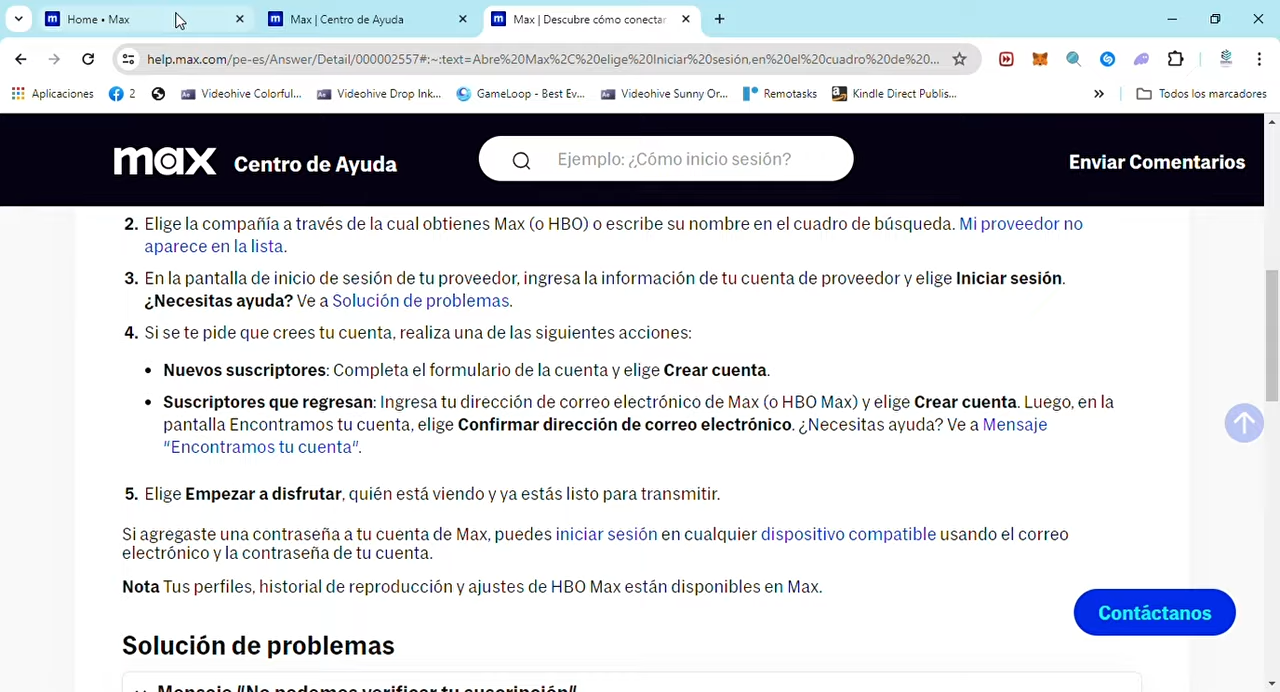 Home • Max
Max | Centro de Ayuda
Max | Descubre cómo conectar
help.max.com/pe-es/Answer/Detail/000002557#:~:text=Abre%20Max%2C%20elige%20Iniciar%20sesión,en%20el%20cuadro%20de%20...
Aplicaciones
2
Videohive Colorful...
Videohive Drop Ink...
GameLoop - Best Ev...
Videohive Sunny Or...
Remotasks
Kindle Direct Publis...
»
Todos los marcadores
max Centro de Ayuda
Ejemplo: ¿Cómo inicio sesión?
Enviar Comentarios
2. Elige la compañía a través de la cual obtienes Max (o HBO) o escribe su nombre en el cuadro de búsqueda. Mi proveedor no
aparece en la lista.
3. En la pantalla de inicio de sesión de tu proveedor, ingresa la información de tu cuenta de proveedor y elige Iniciar sesión.
¿Necesitas ayuda? Ve a Solución de problemas.
4. Si se te pide que crees tu cuenta, realiza una de las siguientes acciones:
• Nuevos suscriptores: Completa el formulario de la cuenta y elige Crear cuenta.
• Suscriptores que regresan: Ingresa tu dirección de correo electrónico de Max (o HBO Max) y elige Crear cuenta. Luego, en la
pantalla Encontramos tu cuenta, elige Confirmar dirección de correo electrónico. ¿Necesitas ayuda? Ve a Mensaje
"Encontramos tu cuenta".
5. Elige Empezar a disfrutar, quién está viendo y ya estás listo para transmitir.
Si agregaste una contraseña a tu cuenta de Max, puedes iniciar sesión en cualquier dispositivo compatible usando el correo
electrónico y la contraseña de tu cuenta.
Nota Tus perfiles, historial de reproducción y ajustes de HBO Max están disponibles en Max.
Contáctanos
Solución de problemas
Mensaje "No podemos verificar tu suscripción"